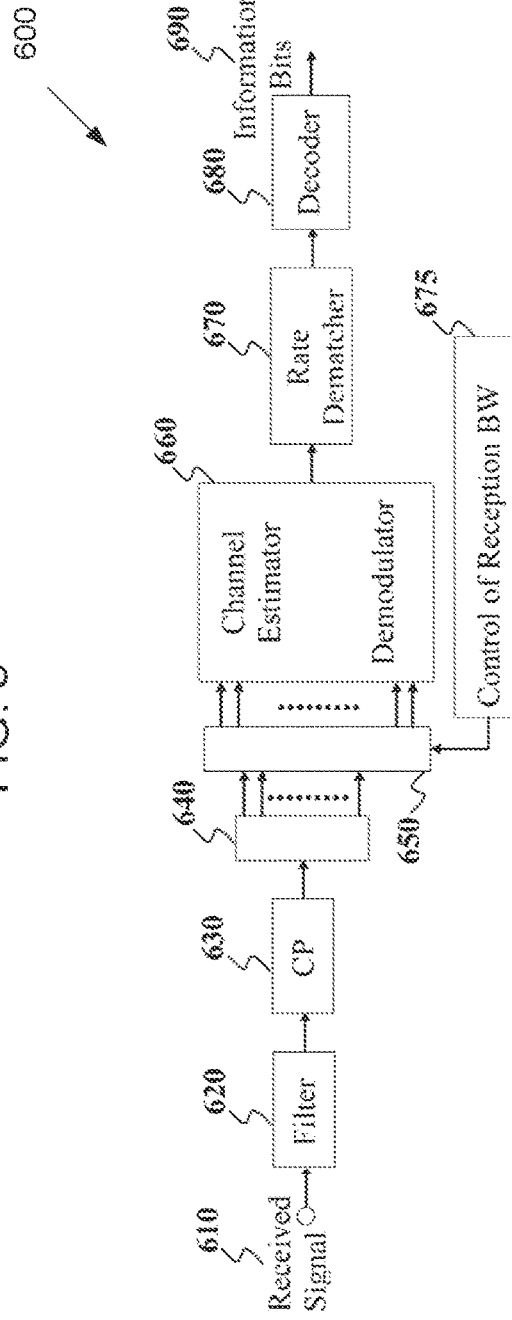 600
610
Received
Signal
620
Filter
630
CP
640
650
660
Channel
Estimator
Demodulator
670
Rate
Dematcher
680
Decoder
690
Information
Bits
675
Control of Reception BW